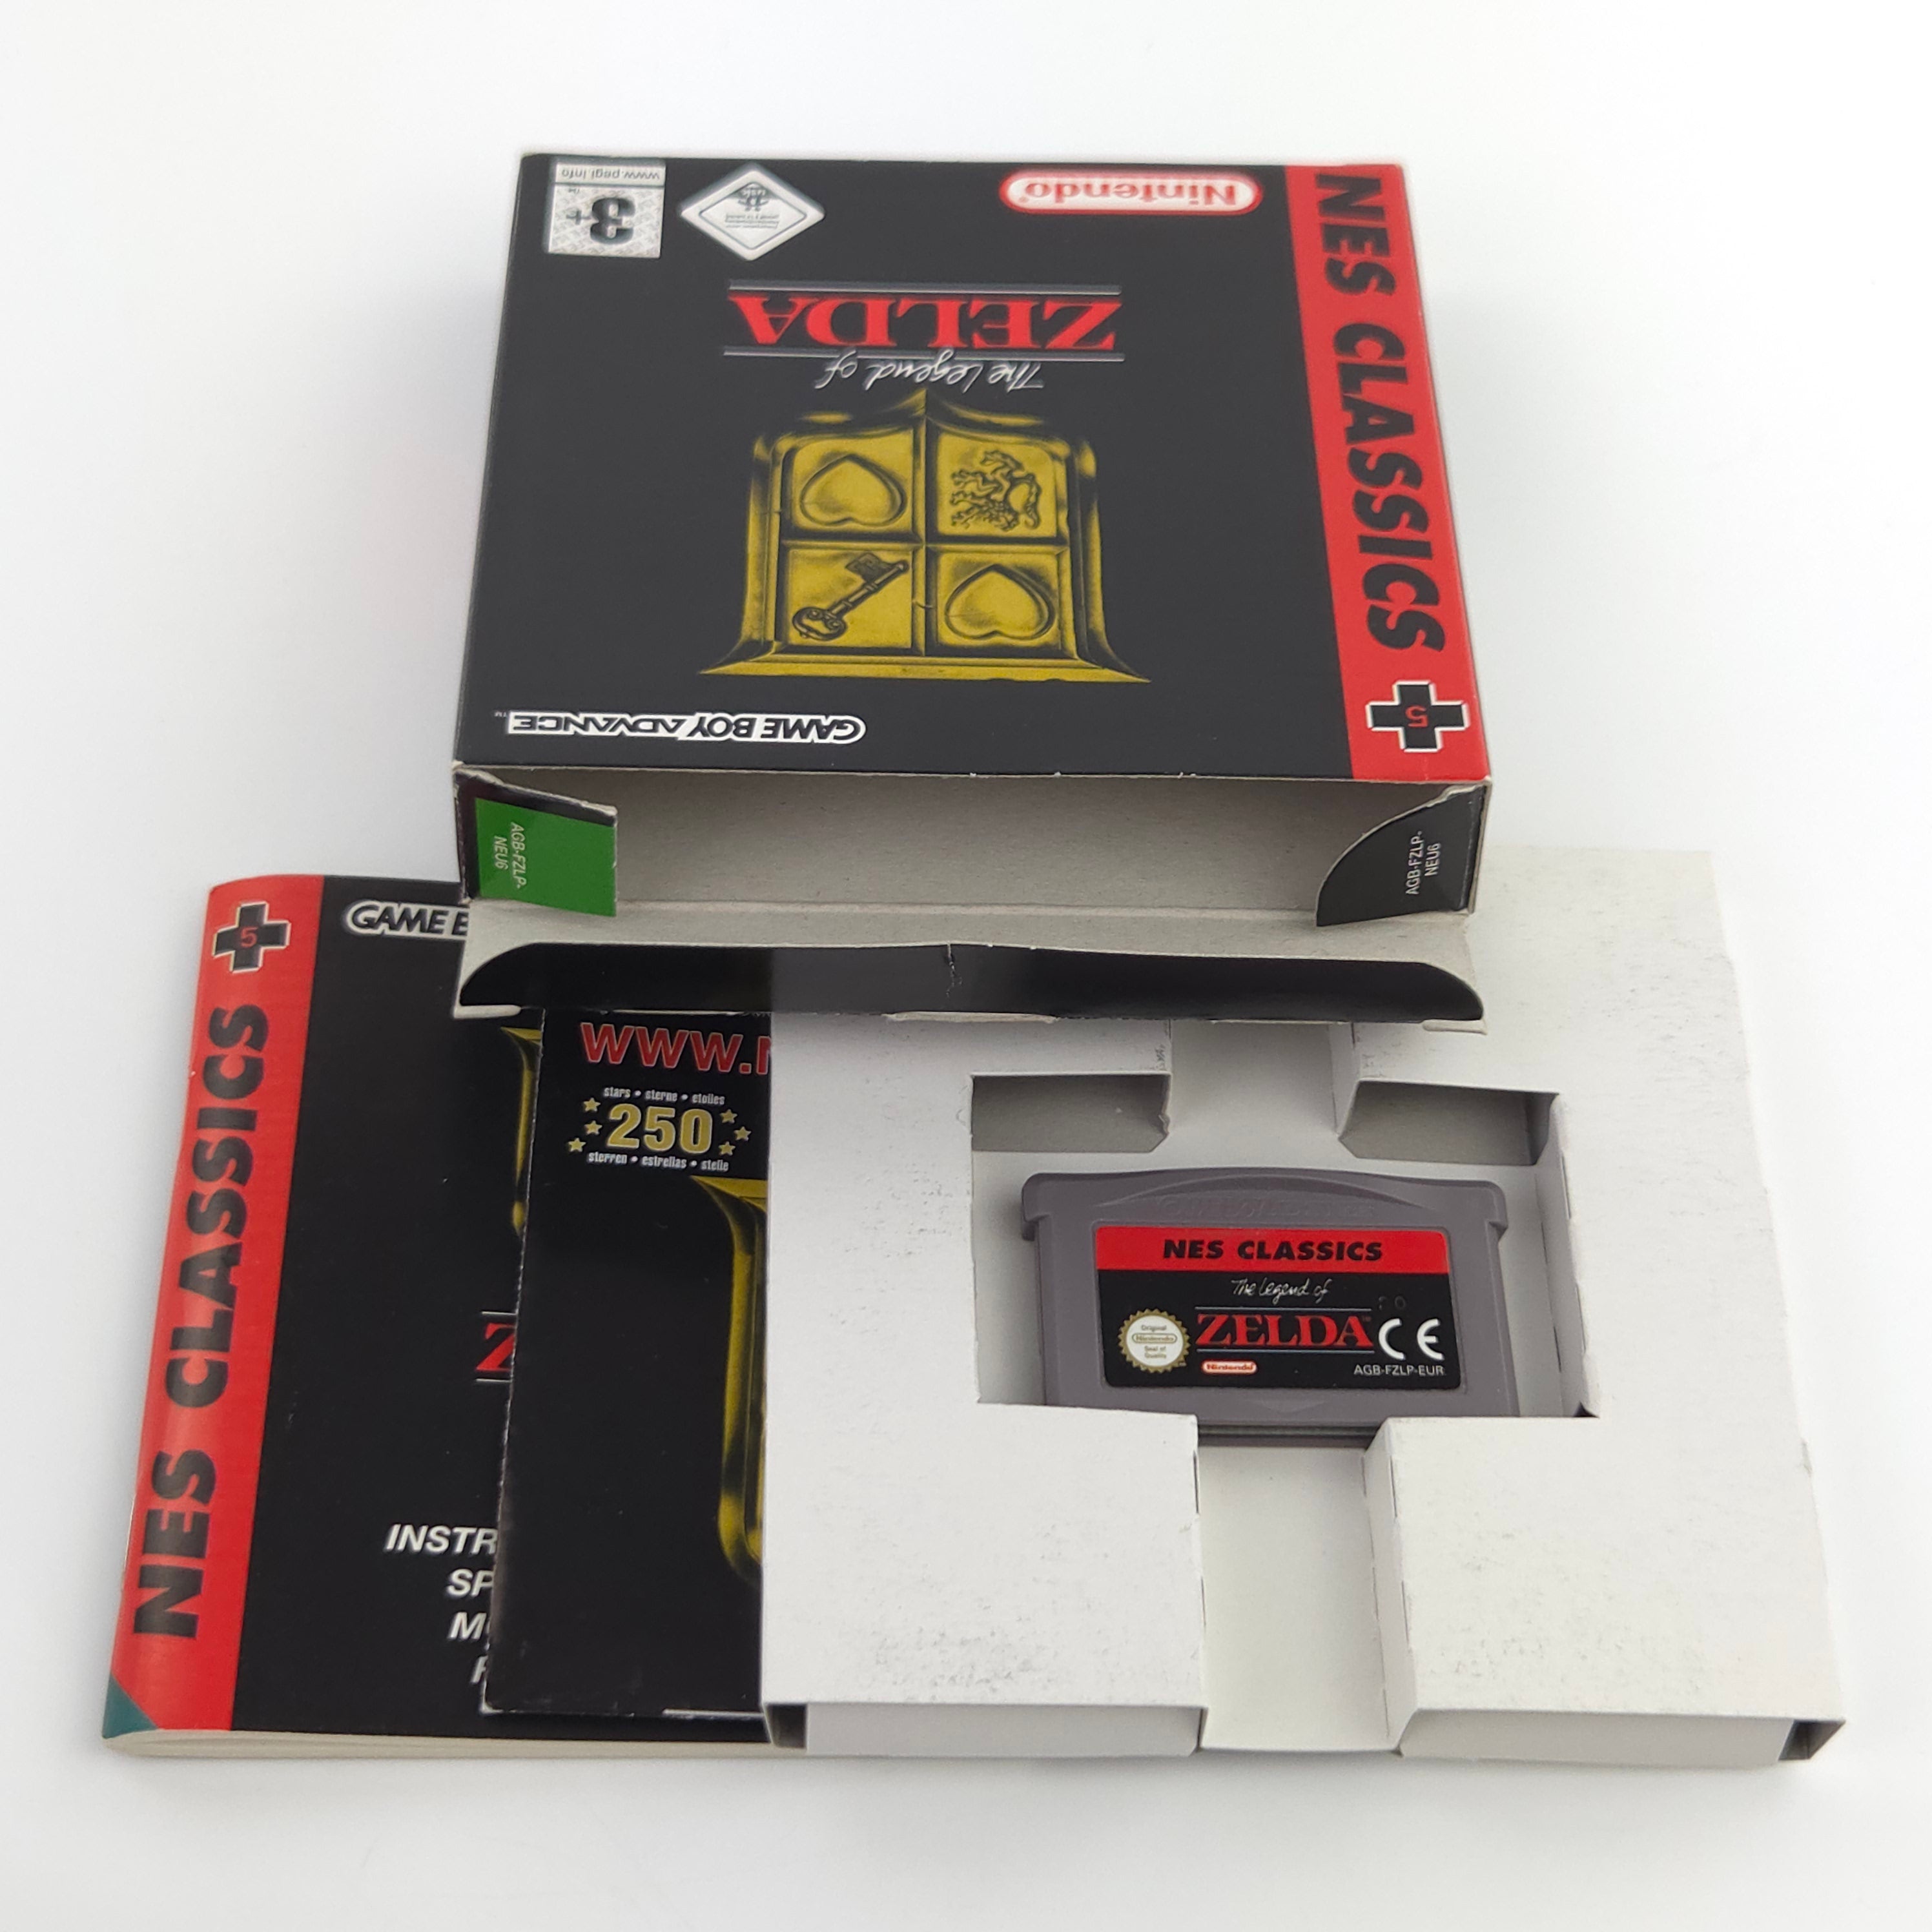 www.pegi.info
3+
Nintendo
NES CLASSICS
5
The Legend of
ZELDA
GAME BOY ADVANCE™
AGB-FZLP-
NEU6
AGB-FZLP-
NEU6
5
NES CLASSICS
GAME B
Z
INSTR
SP
M
www.n
stars • sterne • etoiles
250
sterren • estrellas • stelle
NES CLASSICS
The Legend of
ZELDA™
Original
Nintendo
Seal of
Quality
CE
Nintendo
AGB-FZLP-EUR